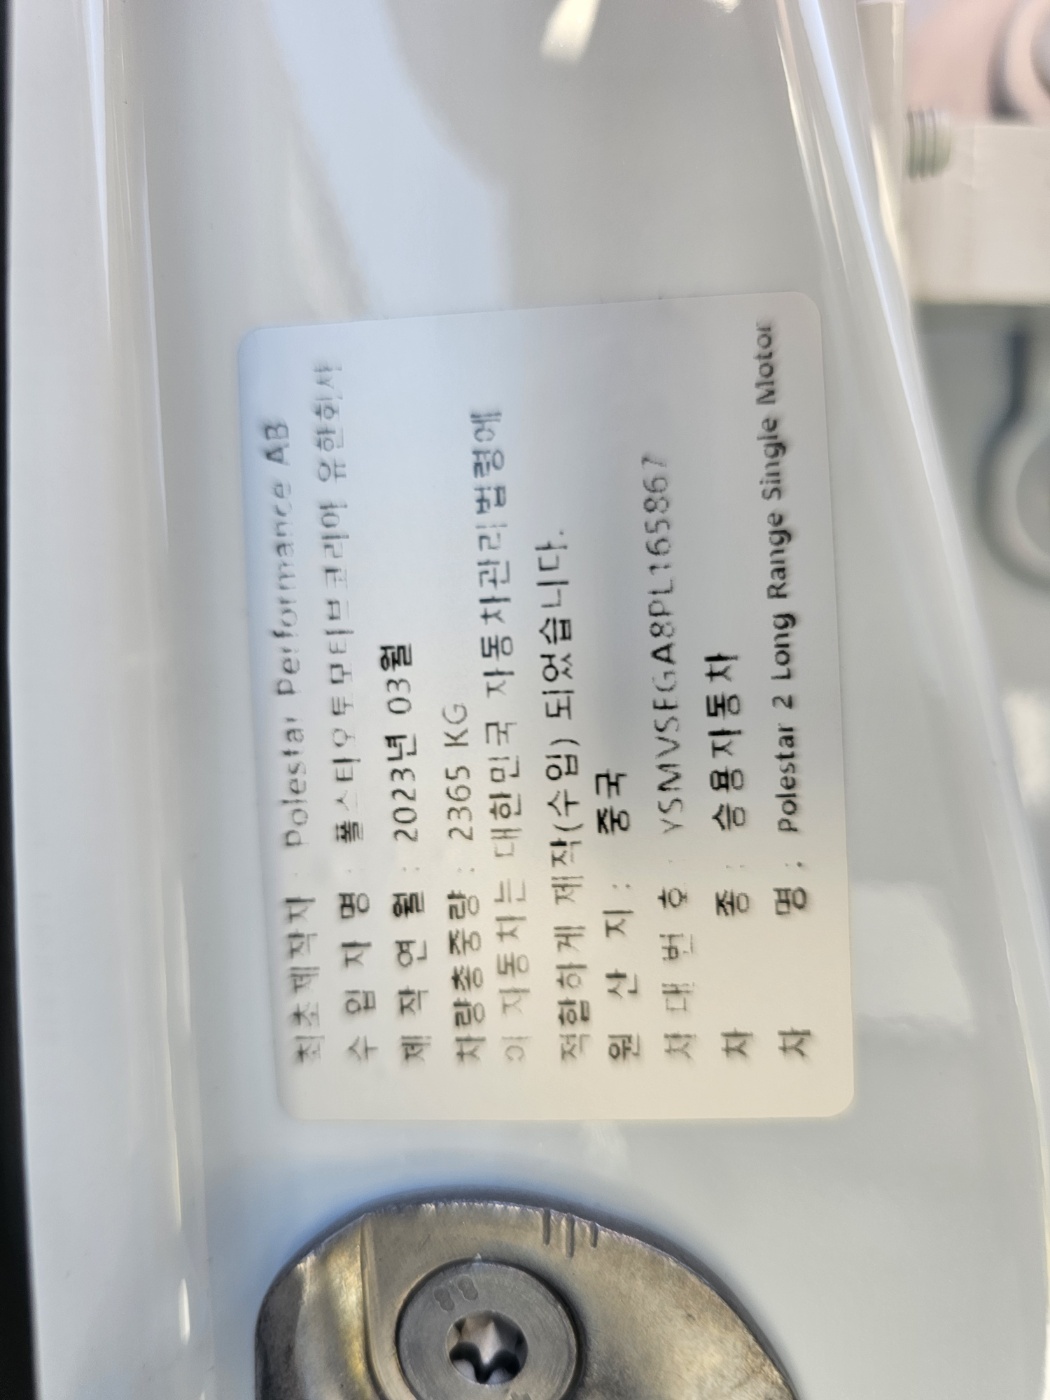 최초제작자 : Polestar Performance AB
수 입 자 명 : 폴스타오토모티브코리아 유한회사
제 작 연 월 : 2023년 03월
차량총중량 : 2365 KG
이 자동차는 대한민국 자동차관리법령에
적합하게 제작(수입) 되었습니다.
원 산 지 : 중국
차 대 번 호 : YSMVSEGA8PL165867
차 종 : 승용자동차
차 명 : Polestar 2 Long Range Single Motor